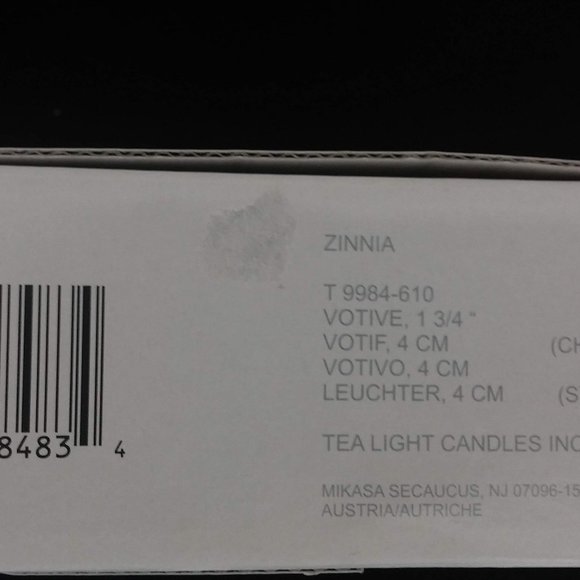 ZINNIA
T 9984-610
VOTIVE, 1 3/4 "
VOTIF, 4 CM (CH
VOTIVO, 4 CM
LEUCHTER, 4 CM (S
TEA LIGHT CANDLES INC
MIKASA SECAUCUS, NJ 07096-15
AUSTRIA/AUTRICHE
8483 4